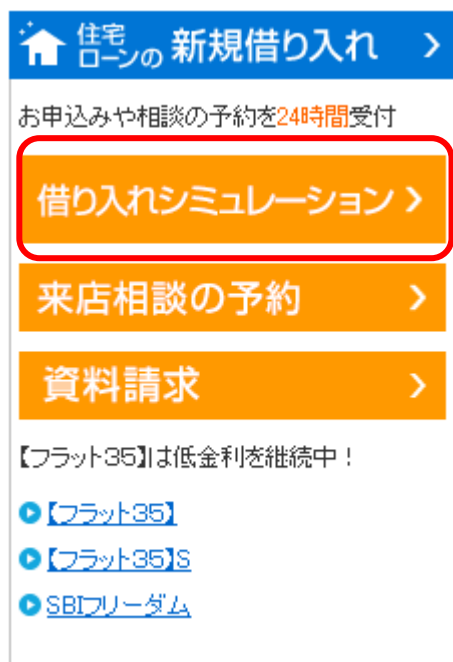 住宅ローンの新規借り入れ
お申込みや相談の予約を24時間受付
借り入れシミュレーション
来店相談の予約
資料請求
【フラット35】は低金利を継続中！
【フラット35】
【フラット35】S
SBIフリーダム